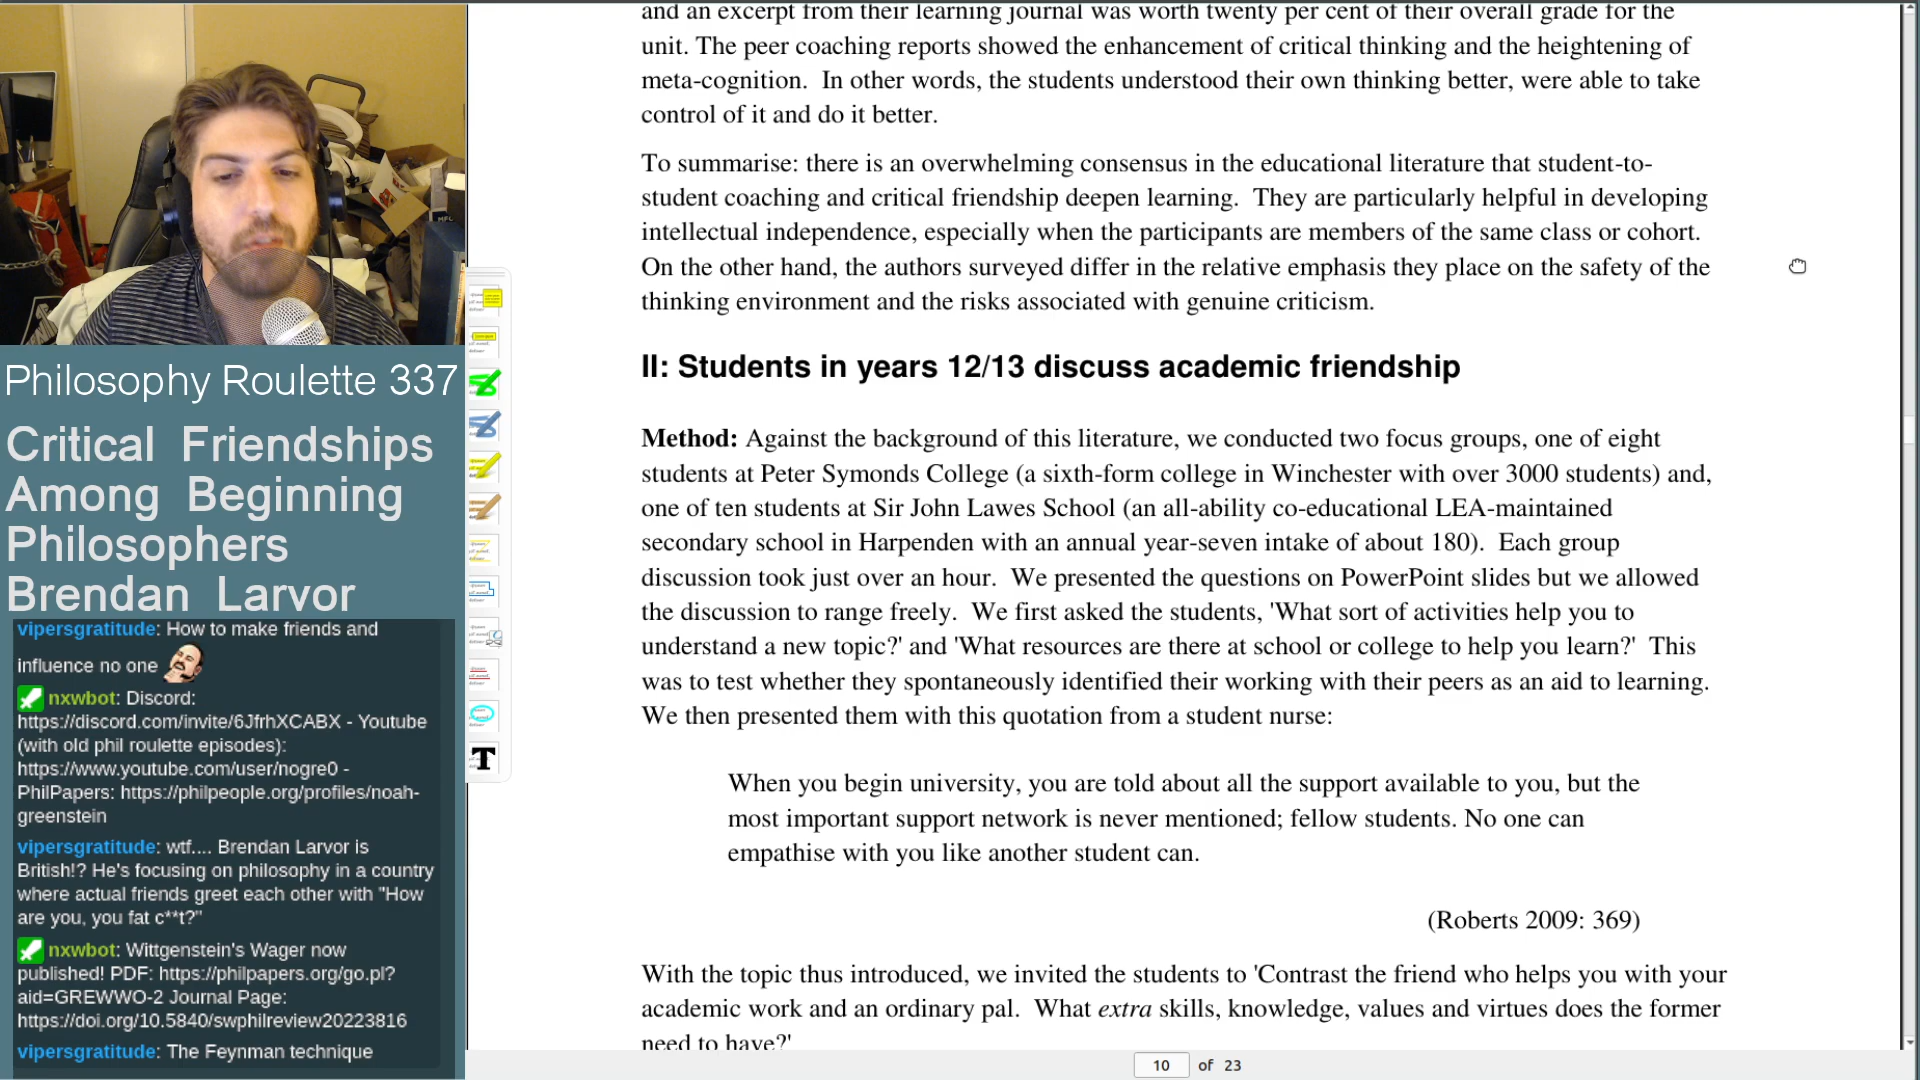 and an excerpt from their learning journal was worth twenty per cent of their overall grade for the
unit. The peer coaching reports showed the enhancement of critical thinking and the heightening of
meta-cognition. In other words, the students understood their own thinking better, were able to take
control of it and do it better.
To summarise: there is an overwhelming consensus in the educational literature that student-to-
student coaching and critical friendship deepen learning. They are particularly helpful in developing
intellectual independence, especially when the participants are members of the same class or cohort.
On the other hand, the authors surveyed differ in the relative emphasis they place on the safety of the
thinking environment and the risks associated with genuine criticism.
II: Students in years 12/13 discuss academic friendship
Method: Against the background of this literature, we conducted two focus groups, one of eight
students at Peter Symonds College (a sixth-form college in Winchester with over 3000 students) and,
one of ten students at Sir John Lawes School (an all-ability co-educational LEA-maintained
secondary school in Harpenden with an annual year-seven intake of about 180). Each group
discussion took just over an hour. We presented the questions on PowerPoint slides but we allowed
the discussion to range freely. We first asked the students, 'What sort of activities help you to
understand a new topic?' and 'What resources are there at school or college to help you learn?' This
was to test whether they spontaneously identified their working with their peers as an aid to learning.
We then presented them with this quotation from a student nurse:
When you begin university, you are told about all the support available to you, but the
most important support network is never mentioned; fellow students. No one can
empathise with you like another student can.
(Roberts 2009: 369)
With the topic thus introduced, we invited the students to 'Contrast the friend who helps you with your
academic work and an ordinary pal. What extra skills, knowledge, values and virtues does the former
need to have?'
10 of 23
Philosophy Roulette 337
Critical Friendships
Among Beginning
Philosophers
Brendan Larvor
vipersgratitude: How to make friends and
influence no one
nxwbot: Discord:
https://discord.com/invite/6JfrhXCABX - Youtube
(with old phil roulette episodes):
https://www.youtube.com/user/nogre0 -
PhilPapers: https://philpeople.org/profiles/noah-
greenstein
vipersgratitude: wtf.... Brendan Larvor is
British!? He's focusing on philosophy in a country
where actual friends greet each other with "How
are you, you fat c**t?"
nxwbot: Wittgenstein's Wager now
published! PDF: https://philpapers.org/go.pl?
aid=GREWWO-2 Journal Page:
https://doi.org/10.5840/swphilreview20223816
vipersgratitude: The Feynman technique
T